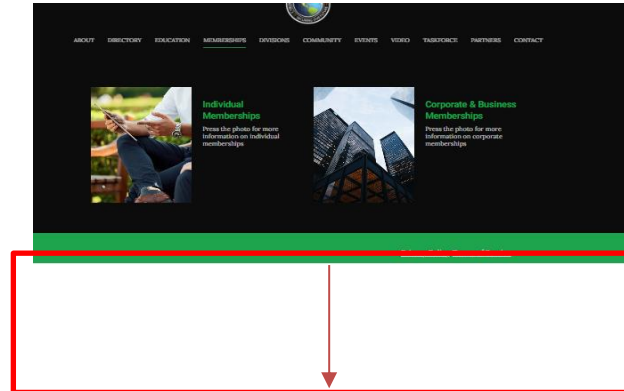 ABOUT DIRECTORY EDUCATION MEMBERSHIPS DIVISIONS COMMUNITY EVENTS VIDEO TASKFORCE PARTNERS CONTACT
Individual
Memberships
Press the photo for more
information on individual
memberships
Corporate & Business
Memberships
Press the photo for more
information on corporate
memberships